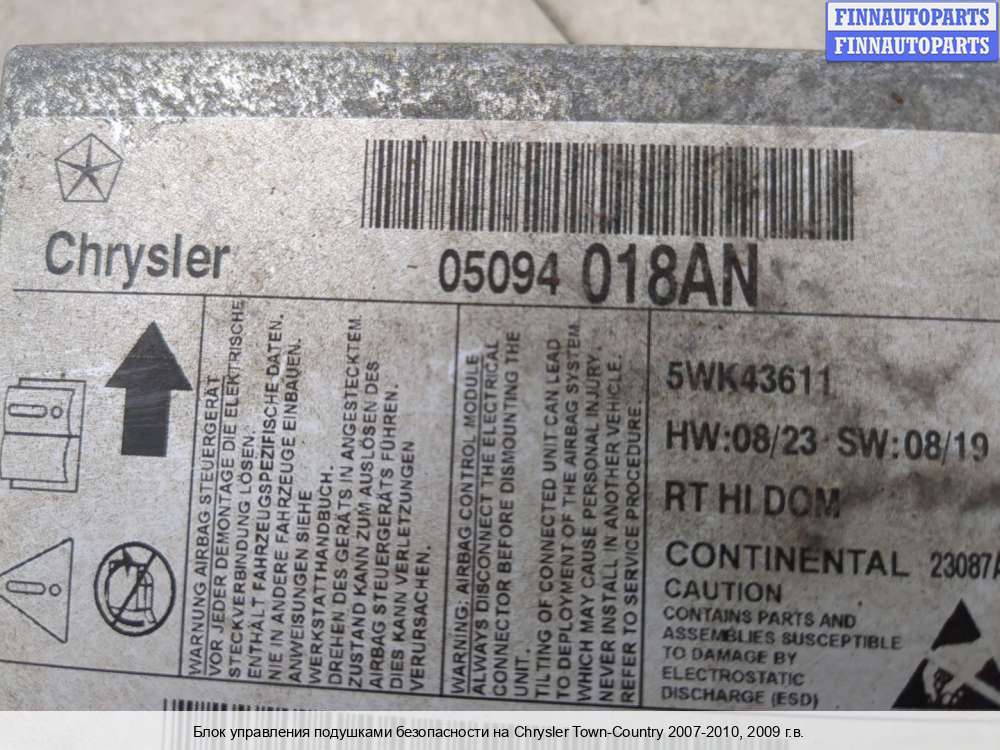 FINNAUTOPARTS
FINNAUTOPARTS
Chrysler
05094 018AN
WARNUNG AIRBAG STEUERGERÄT
VOR JEDER DEMONTAGE DIE ELEKTRISCHE
STECKVERBINDUNG LÖSEN.
ENTHÄLT FAHRZEUGSPEZIFISCHE DATEN.
NIE IN ANDERE FAHRZEUGE EINBAUEN.
ANWEISUNGEN SIEHE
WERKSTATTHANDBUCH.
DREHEN DES GERÄTS IN ANGESTECKTEM
ZUSTAND KANN ZUM AUSLÖSEN DES
AIRBAG STEUERGERÄTS FÜHREN.
DIES KANN VERLETZUNGEN
VERURSACHEN.
WARNING: AIRBAG CONTROL MODULE
ALWAYS DISCONNECT THE ELECTRICAL
CONNECTOR BEFORE DISMOUNTING THE
UNIT.
TILTING OF CONNECTED UNIT CAN LEAD
TO DEPLOYMENT OF THE AIRBAG SYSTEM
WHICH MAY CAUSE PERSONAL INJURY.
NEVER INSTALL IN ANOTHER VEHICLE.
REFER TO SERVICE PROCEDURE.
5WK43611
HW:08/23 SW:08/19
RT HI DOM
CONTINENTAL 23087A
CAUTION
CONTAINS PARTS AND
ASSEMBLIES SUSCEPTIBLE
TO DAMAGE BY
ELECTROSTATIC
DISCHARGE (ESD)
Блок управления подушками безопасности на Chrysler Town-Country 2007-2010, 2009 г.в.